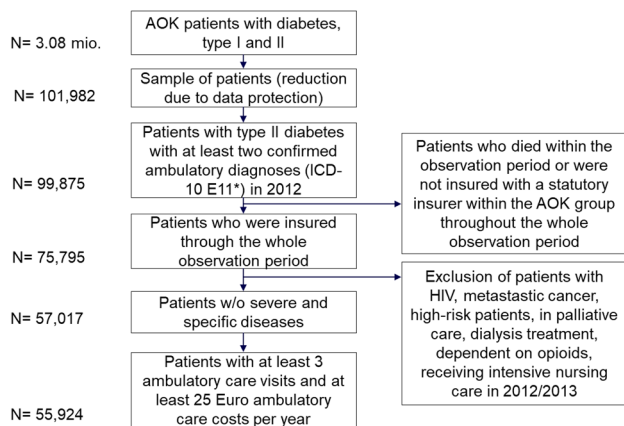 AOK patients with diabetes,
type I and II
N= 3.08 mio.
Sample of patients (reduction
due to data protection)
N= 101,982
Patients with type II diabetes
with at least two confirmed
ambulatory diagnoses (ICD-
10 E11*) in 2012
N= 99,875
Patients who died within the
observation period or were
not insured with a statutory
insurer within the AOK group
throughout the whole
observation period
Patients who were insured
through the whole
observation period
N= 75,795
Exclusion of patients with
HIV, metastastic cancer,
high-risk patients, in palliative
care, dialysis treatment,
dependent on opioids,
receiving intensive nursing
care in 2012/2013
Patients w/o severe and
specific diseases
N= 57,017
Patients with at least 3
ambulatory care visits and at
least 25 Euro ambulatory
care costs per year
N= 55,924